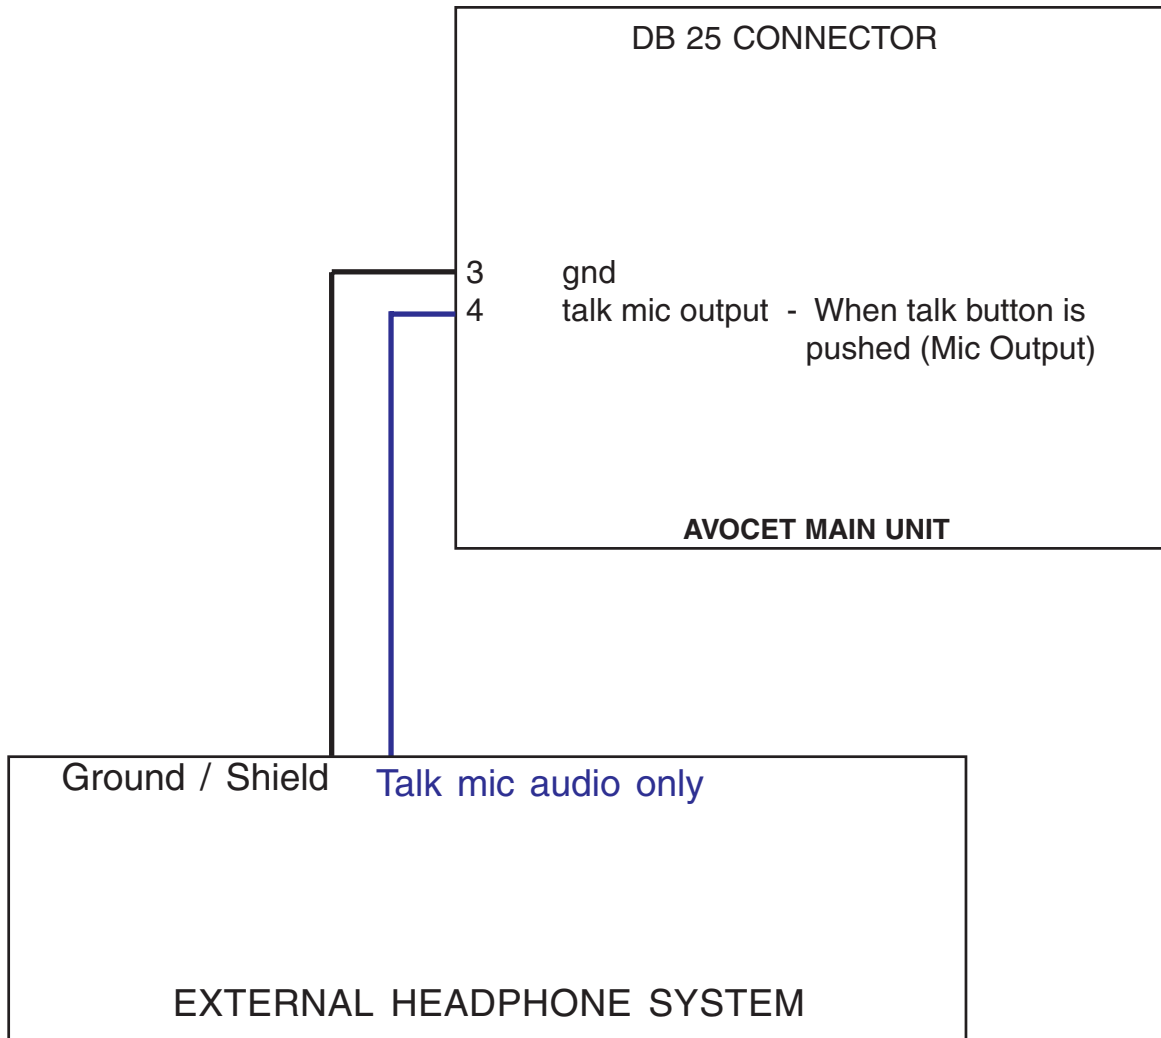 DB 25 CONNECTOR
3 gnd
4 talk mic output - When talk button is
pushed (Mic Output)
AVOCET MAIN UNIT
Ground / Shield Talk mic audio only
EXTERNAL HEADPHONE SYSTEM